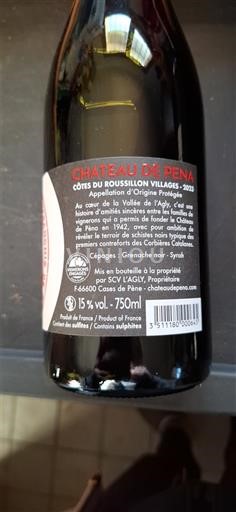 CHATEAU DE PENA
CÔTES DU ROUSSILLON VILLAGES - 2023
Appellation d'Origine Protégée
Au cœur de la Vallée de l'Agly, c'est une
histoire d'amitiés sincères entre les familles de
vignerons qui a permis de fonder le Château
de Pena en 1942, avec pour ambition de
révéler le terroir de schistes noirs typique des
premiers contreforts des Corbières Catalanes.
Cépages : Grenache noir - Syrah
VIGNERONS
ENGAGÉS
Mis en bouteille à la propriété
par SCV L'AGLY, Propriétaire
F66600 Cases de Pène - chateaudepena.com
15 % vol. - 750ml
Produit de France / Product of France
Contient des sulfites / Contains sulphites
VINIOU